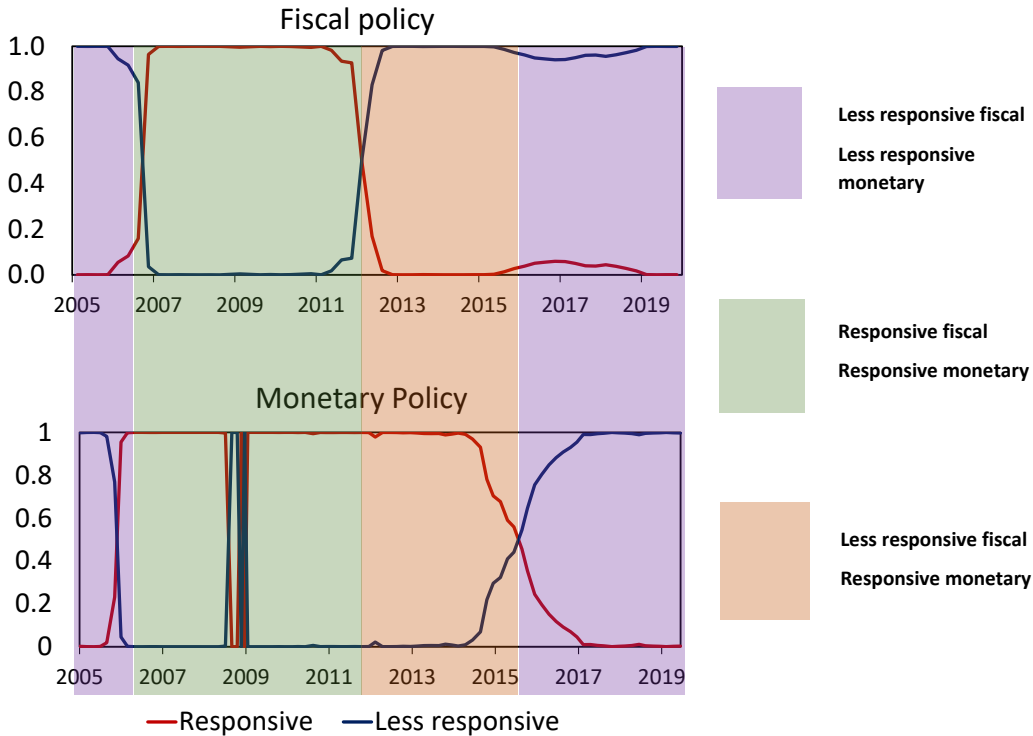 Fiscal policy
1.0
0.8
0.6
0.4
0.2
0.0
2005 2007 2009 2011 2013 2015 2017 2019
Less responsive fiscal
Less responsive
monetary
Responsive fiscal
Responsive monetary
Less responsive fiscal
Responsive monetary
Monetary Policy
1
0.8
0.6
0.4
0.2
0
2005 2007 2009 2011 2013 2015 2017 2019
Responsive Less responsive